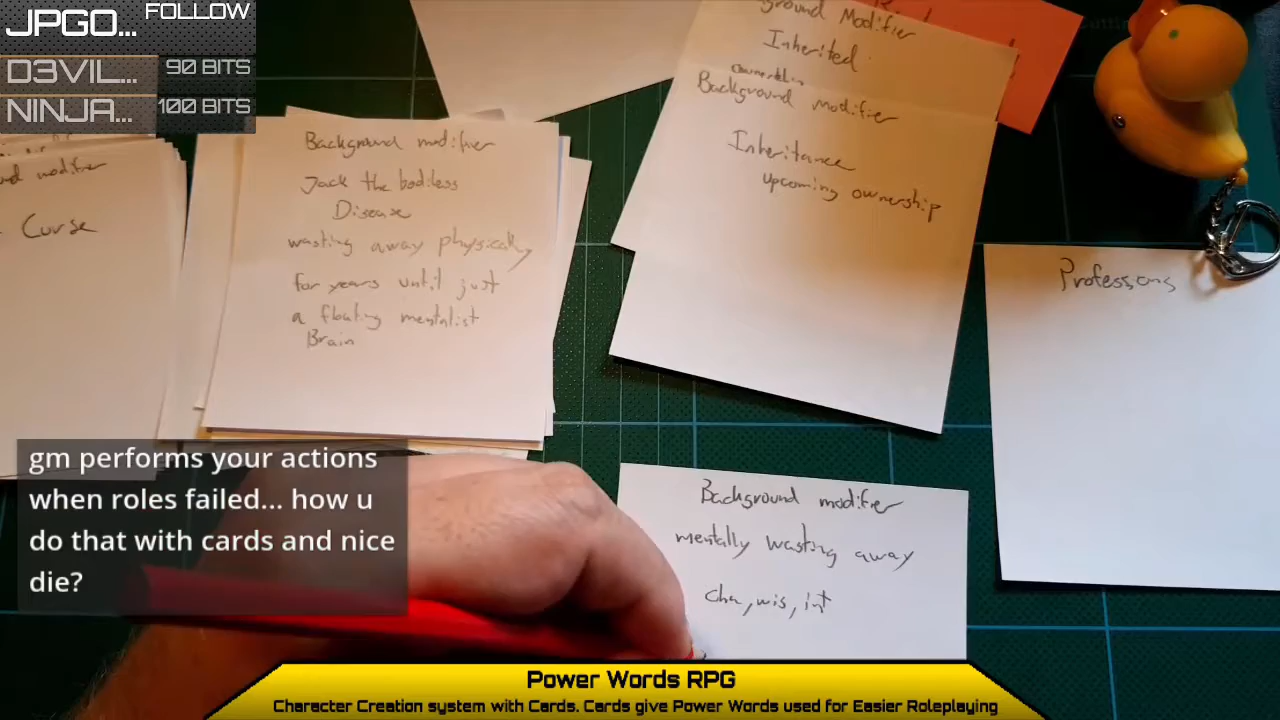 JPGO...
FOLLOW
D3VIL...
90 BITS
NINJA...
100 BITS
modifier
Curse
Background modifier
Jack the bodiless
Disease
wasting away physically
for years until just
a floating mentalist
Brain
ground Modifier
Inherited
Background modifier
Inheritance
upcoming ownership
Professions
Background modifier
mentally wasting away
cha, wis, int
gm performs your actions
when roles failed... how u
do that with cards and nice
die?
Power Words RPG
Character Creation system with Cards. Cards give Power Words used for Easier Roleplaying